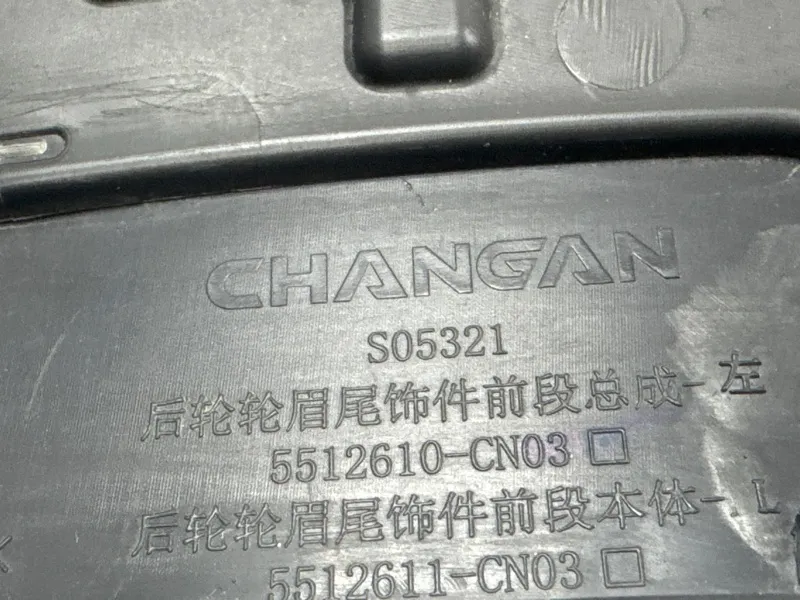 CHANGAN
S05321
后轮轮眉尾饰件前段总成-左
5512610-CN03 □
后轮轮眉尾饰件前段本体-L
5512611-CN03 □